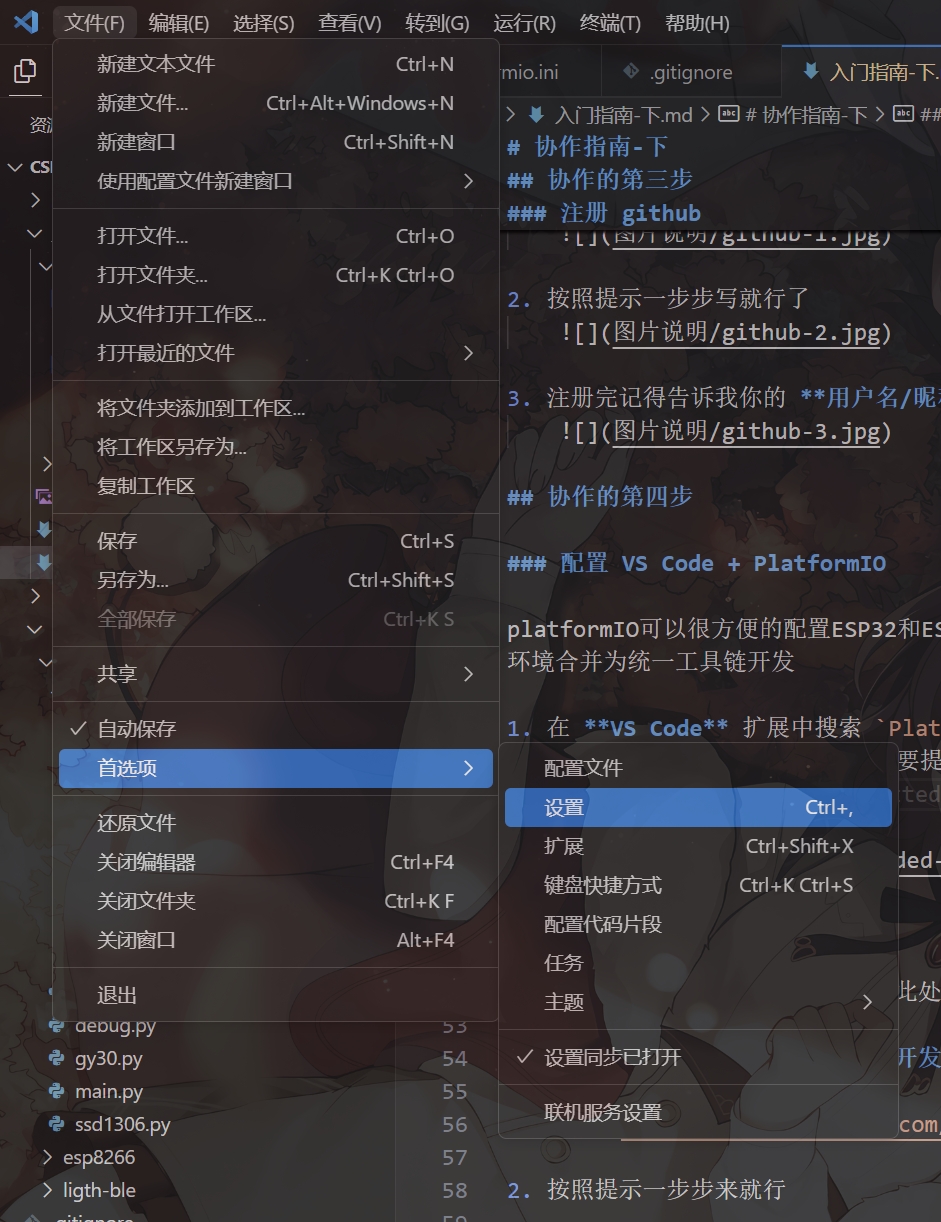 文件(F) 编辑(E) 选择(S) 查看(V) 转到(G) 运行(R) 终端(T) 帮助(H)
mio.ini .gitignore 入门指南-下.
入门指南-下.md # 协作指南-下 ##
# 协作指南-下
## 协作的第三步
### 注册 github
![](图片说明/github-1.jpg)
2. 按照提示一步步写就行了
![](图片说明/github-2.jpg)
3. 注册完记得告诉我你的 **用户名/昵
![](图片说明/github-3.jpg)
## 协作的第四步
### 配置 VS Code + PlatformIO
platformIO可以很方便的配置ESP32和ES
环境合并为统一工具链开发
1. 在 **VS Code** 扩展中搜索 `Plat
要提
ted
ded-
此处
开发
com,
2. 按照提示一步步来就行
新建文本文件 Ctrl+N
新建文件... Ctrl+Alt+Windows+N
新建窗口 Ctrl+Shift+N
使用配置文件新建窗口
打开文件... Ctrl+O
打开文件夹... Ctrl+K Ctrl+O
从文件打开工作区...
打开最近的文件
将文件夹添加到工作区...
将工作区另存为...
复制工作区
保存 Ctrl+S
另存为... Ctrl+Shift+S
全部保存 Ctrl+K S
共享
自动保存
首选项
还原文件
关闭编辑器 Ctrl+F4
关闭文件夹 Ctrl+K F
关闭窗口 Alt+F4
退出
配置文件
设置 Ctrl+,
扩展 Ctrl+Shift+X
键盘快捷方式 Ctrl+K Ctrl+S
配置代码片段
任务
主题
设置同步已打开
联机服务设置
资
CS
debug.py
gy30.py
main.py
ssd1306.py
esp8266
ligth-ble
.gitignore
53
54
55
56
57
58
59